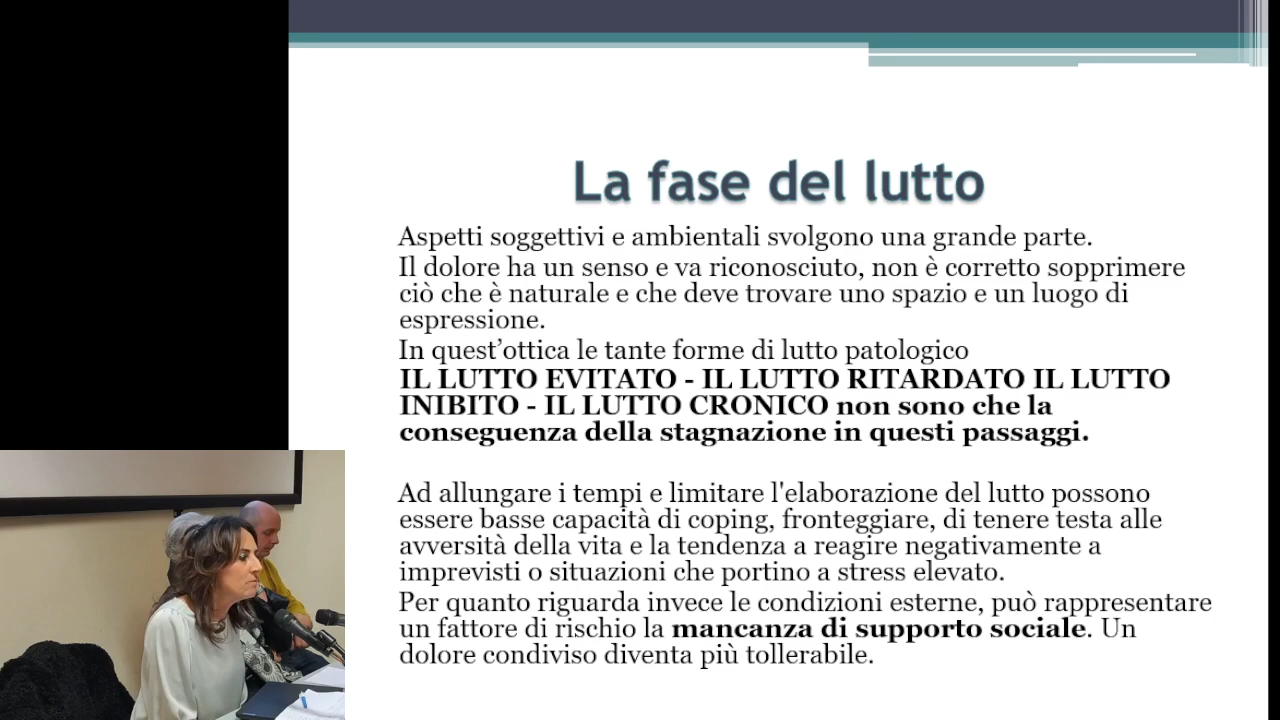 La fase del lutto
Aspetti soggettivi e ambientali svolgono una grande parte.
Il dolore ha un senso e va riconosciuto, non è corretto sopprimere
ciò che è naturale e che deve trovare uno spazio e un luogo di
espressione.
In quest’ottica le tante forme di lutto patologico
IL LUTTO EVITATO - IL LUTTO RITARDATO IL LUTTO
INIBITO - IL LUTTO CRONICO non sono che la
conseguenza della stagnazione in questi passaggi.
Ad allungare i tempi e limitare l'elaborazione del lutto possono
essere basse capacità di coping, fronteggiare, di tenere testa alle
avversità della vita e la tendenza a reagire negativamente a
imprevisti o situazioni che portino a stress elevato.
Per quanto riguarda invece le condizioni esterne, può rappresentare
un fattore di rischio la mancanza di supporto sociale. Un
dolore condiviso diventa più tollerabile.